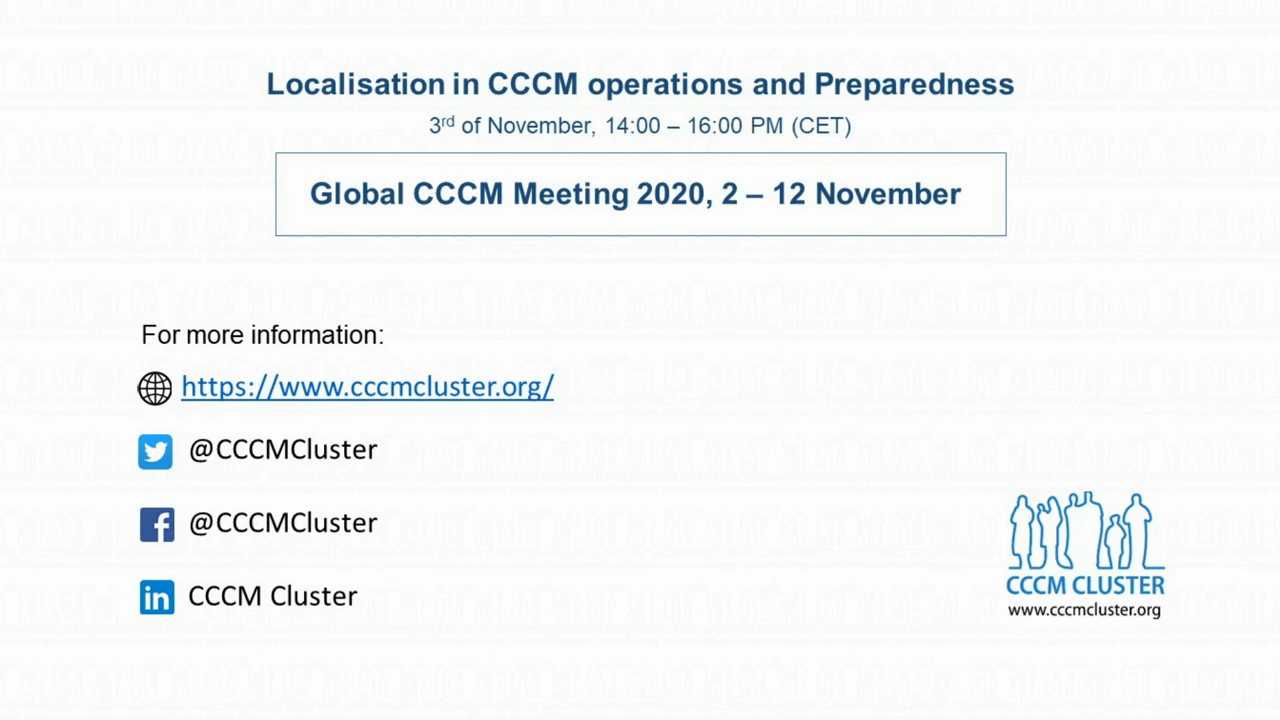 Localisation in CCCM operations and Preparedness
3rd of November, 14:00 – 16:00 PM (CET)
Global CCCM Meeting 2020, 2 – 12 November
For more information:
https://www.cccmcluster.org/
@CCCMCluster
@CCCMCluster
CCCM Cluster
CCCM CLUSTER
www.cccmcluster.org